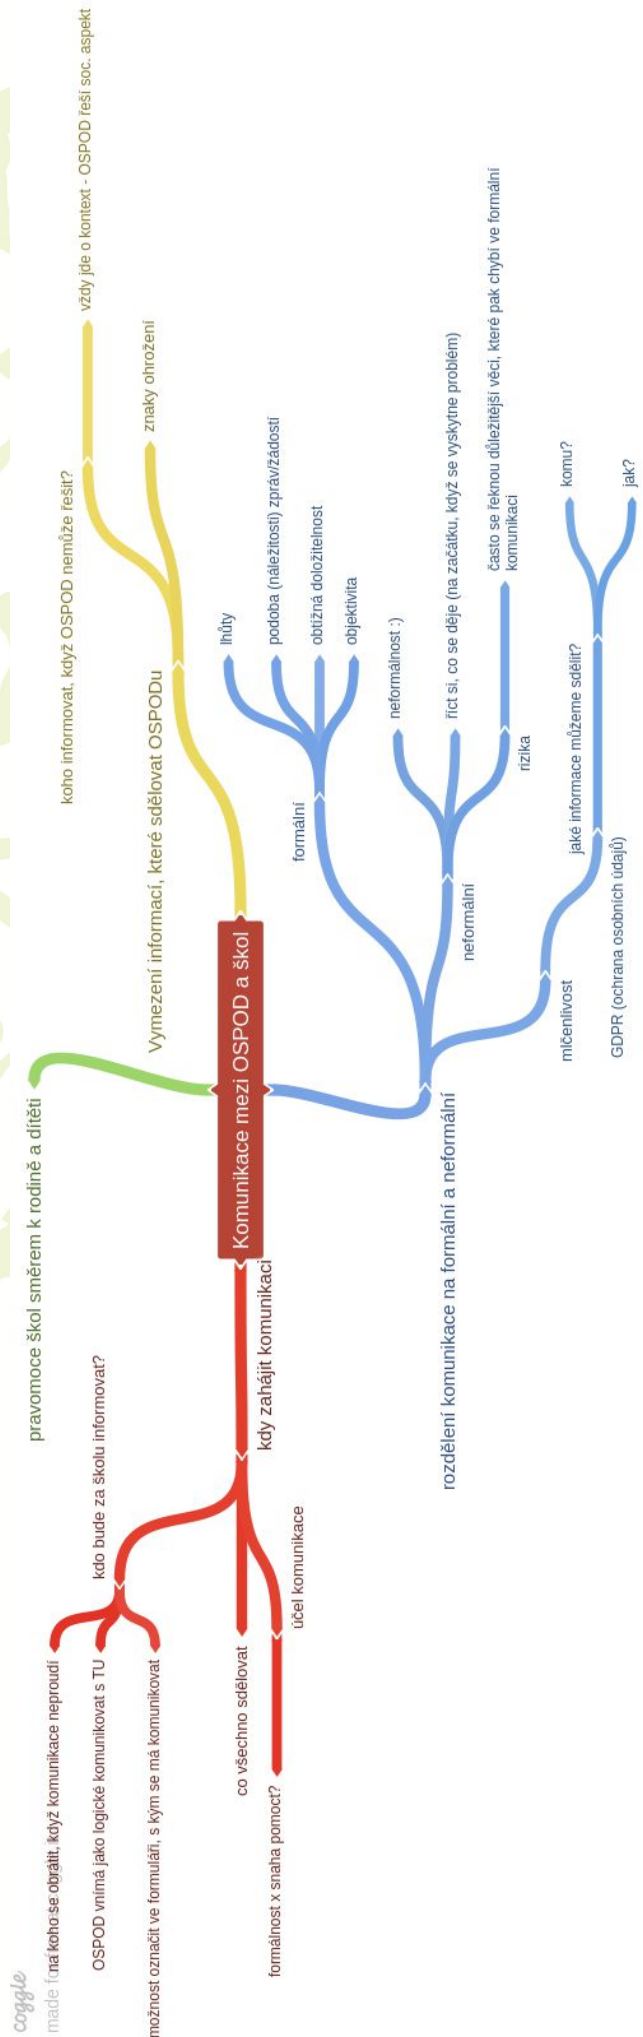 coggle
made fo
na koho se obrátit, když komunikace neproudí
OSPOD vnímá jako logické komunikovat s TU
možnost označit ve formuláři, s kým se má komunikovat
kdo bude za školu informovat?
co všechno sdělovat
formálnost x snaha pomoct?
účel komunikace
kdy zahájit komunikaci
pravomoce škol směrem k rodině a dítěti
Komunikace mezi OSPOD a škol
Vymezení informací, které sdělovat OSPODu
koho informovat, když OSPOD nemůže řešit?
vždy jde o kontext - OSPOD řeší soc. aspekt
znaky ohrožení
rozdělení komunikace na formální a neformální
formální
lhůty
podoba (náležitosti) zpráv/žádostí
obtížná doložitelnost
objektivita
neformální
neformálnost :)
říct si, co se děje (na začátku, když se vyskytne problém)
rizika
často se řeknou důležitější věci, které pak chybí ve formální
komunikaci
mlčenlivost
GDPR (ochrana osobních údajů)
jaké informace můžeme sdělit?
komu?
jak?